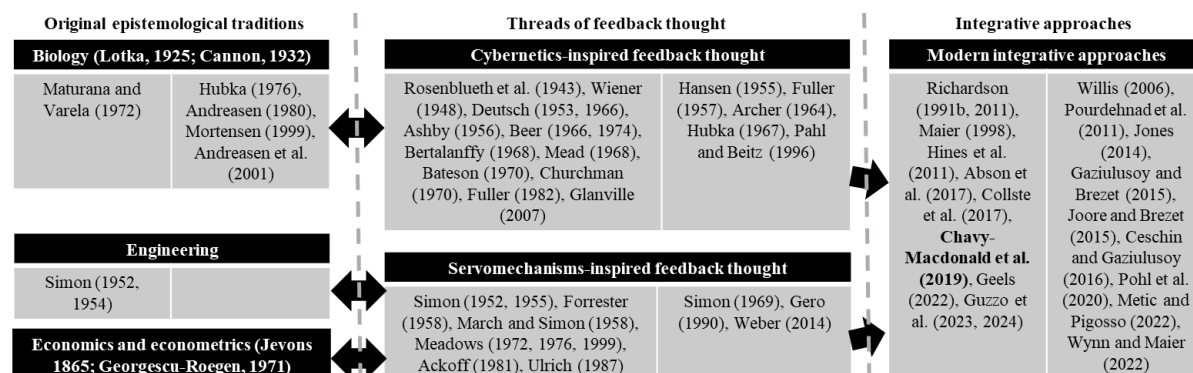 Original epistemological traditions
Threads of feedback thought
Integrative approaches
Biology (Lotka, 1925; Cannon, 1932)
Maturana and
Varela (1972)
Hubka (1976),
Andreasen (1980),
Mortensen (1999),
Andreasen et al.
(2001)
Engineering
Simon (1952,
1954)
Economics and econometrics (Jevons
1865; Georgescu-Roegen, 1971)
Cybernetics-inspired feedback thought
Rosenblueth et al. (1943), Wiener
(1948), Deutsch (1953, 1966),
Ashby (1956), Beer (1966, 1974),
Bertalanffy (1968), Mead (1968),
Bateson (1970), Churchman
(1970), Fuller (1982), Glanville
(2007)
Hansen (1955), Fuller
(1957), Archer (1964),
Hubka (1967), Pahl
and Beitz (1996)
Servomechanisms-inspired feedback thought
Simon (1952, 1955), Forrester
(1958), March and Simon (1958),
Meadows (1972, 1976, 1999),
Ackoff (1981), Ulrich (1987)
Simon (1969), Gero
(1990), Weber (2014)
Modern integrative approaches
Richardson
(1991b, 2011),
Maier (1998),
Hines et al.
(2011), Abson et
al. (2017), Collste
et al. (2017),
Chavy-
Macdonald et al.
(2019), Geels
(2022), Guzzo et
al. (2023, 2024)
Willis (2006),
Pourdehnad et al.
(2011), Jones
(2014),
Gaziulusoy and
Brezet (2015),
Joore and Brezet
(2015), Ceschin
and Gaziulusoy
(2016), Pohl et al.
(2020), Metic and
Pigosso (2022),
Wynn and Maier
(2022)